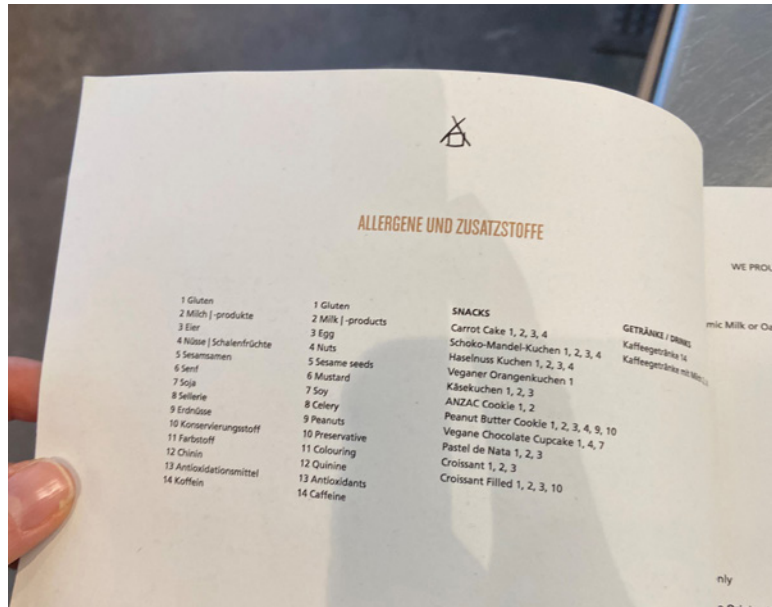 ALLERGENE UND ZUSATZSTOFFE
1 Gluten
2 Milch | -produkte
3 Eier
4 Nüsse | Schalenfrüchte
5 Sesamsamen
6 Senf
7 Soja
8 Sellerie
9 Erdnüsse
10 Konservierungsstoff
11 Farbstoff
12 Chinin
13 Antioxidationsmittel
14 Koffein
1 Gluten
2 Milk | -products
3 Egg
4 Nuts
5 Sesame seeds
6 Mustard
7 Soy
8 Celery
9 Peanuts
10 Preservative
11 Colouring
12 Quinine
13 Antioxidants
14 Caffeine
SNACKS
Carrot Cake 1, 2, 3, 4
Schoko-Mandel-Kuchen 1, 2, 3, 4
Haselnuss Kuchen 1, 2, 3, 4
Veganer Orangenkuchen 1
Käsekuchen 1, 2, 3
ANZAC Cookie 1, 2
Peanut Butter Cookie 1, 2, 3, 4, 9, 10
Vegane Chocolate Cupcake 1, 4, 7
Pastel de Nata 1, 2, 3
Croissant 1, 2, 3
Croissant Filled 1, 2, 3, 10
GETRÄNKE / DRINKS
Kaffeegetränke 14
Kaffeegetränke mit
WE PROU
mic Milk or Oa
nly